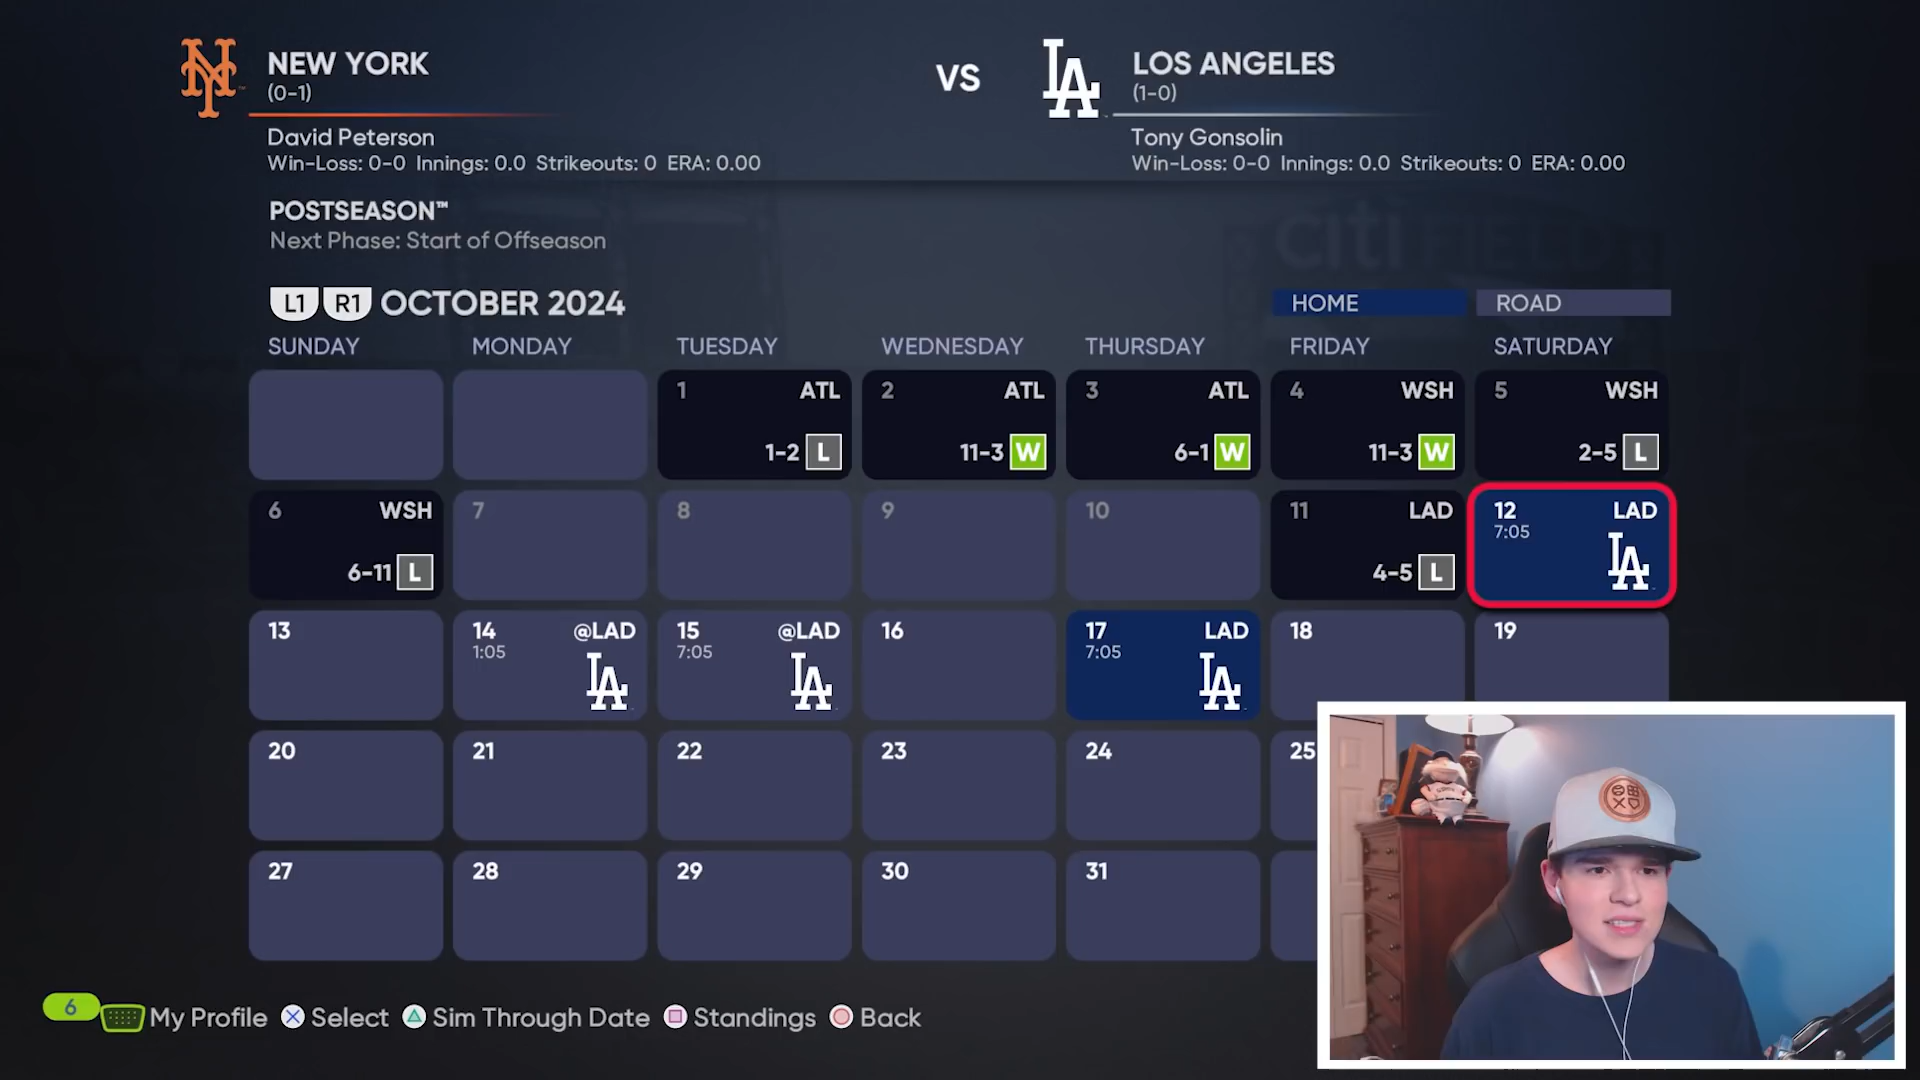 NEW YORK
(0-1)
VS
LOS ANGELES
(1-0)
David Peterson
Win-Loss: 0-0 Innings: 0.0 Strikeouts: 0 ERA: 0.00
Tony Gonsolin
Win-Loss: 0-0 Innings: 0.0 Strikeouts: 0 ERA: 0.00
POSTSEASON™
Next Phase: Start of Offseason
citi FIELD
L1 R1 OCTOBER 2024
HOME
ROAD
SUNDAY MONDAY TUESDAY WEDNESDAY THURSDAY FRIDAY SATURDAY
1 ATL
1-2 L
2 ATL
11-3 W
3 ATL
6-1 W
4 WSH
11-3 W
5 WSH
2-5 L
6 WSH
6-11 L
7
8
9
10
11 LAD
4-5 L
12 LAD
7:05
LA
13
14 @LAD
1:05
LA
15 @LAD
7:05
LA
16
17 LAD
7:05
LA
18
19
20
21
22
23
24
25
27
28
29
30
31
6 My Profile Select Sim Through Date Standings Back